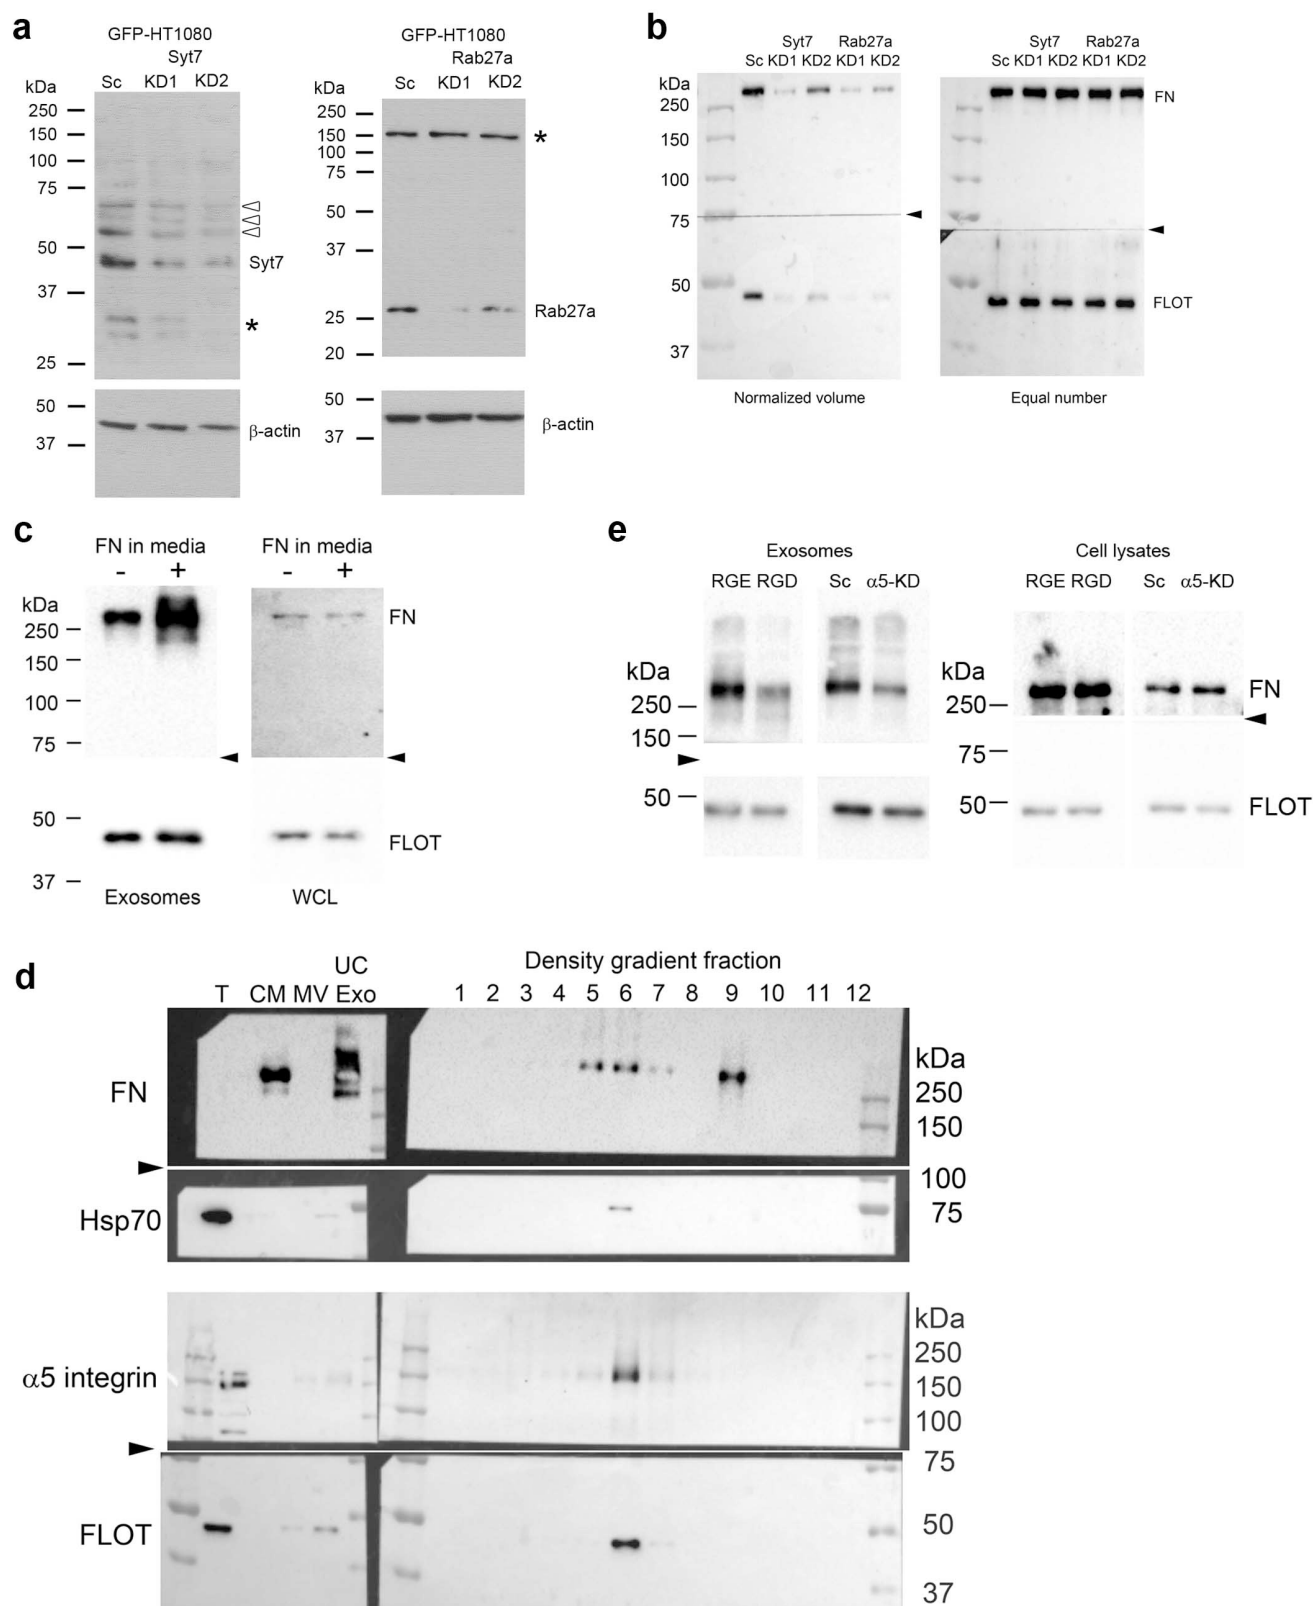 a
GFP-HT1080
Syt7
Sc KD1 KD2
kDa
250
150
100
75
50
37
25
Syt7
*
50
37
β-actin
GFP-HT1080
Rab27a
Sc KD1 KD2
kDa
250
150
100
75
50
37
25
20
*
Rab27a
50
37
β-actin
b
Syt7 Rab27a
Sc KD1 KD2 KD1 KD2
kDa
250
150
100
75
50
37
Normalized volume
Syt7 Rab27a
Sc KD1 KD2 KD1 KD2
FN
FLOT
Equal number
c
FN in media
- +
kDa
250
150
100
75
50
37
Exosomes
FN in media
- +
FN
FLOT
WCL
e
Exosomes
RGE RGD Sc α5-KD
kDa
250
150
50
Cell lysates
RGE RGD Sc α5-KD
kDa
250
75
50
FN
FLOT
d
UC
T CM MV Exo
Density gradient fraction
1 2 3 4 5 6 7 8 9 10 11 12
FN
kDa
250
150
Hsp70
100
75
α5 integrin
kDa
250
150
100
FLOT
75
50
37